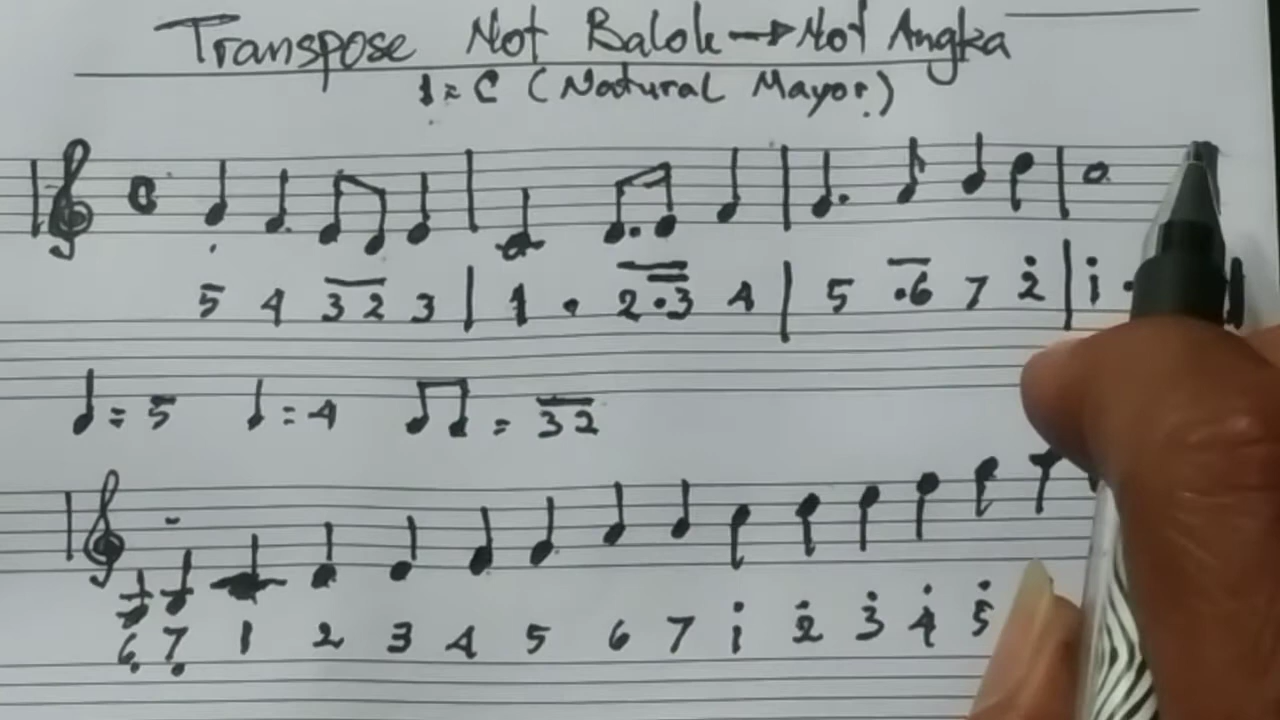 Transpose Not Balok → Not Angka
1 = C (Natural Mayor)
5 4 3 2 3 | 1 . 2 . 3 4 | 5 . 6 7 2̇ | 1̇ .
= 5 = 4 = 3 2
6̣ 7̣ 1 2 3 4 5 6 7 1̇ 2̇ 3̇ 4̇ 5̇